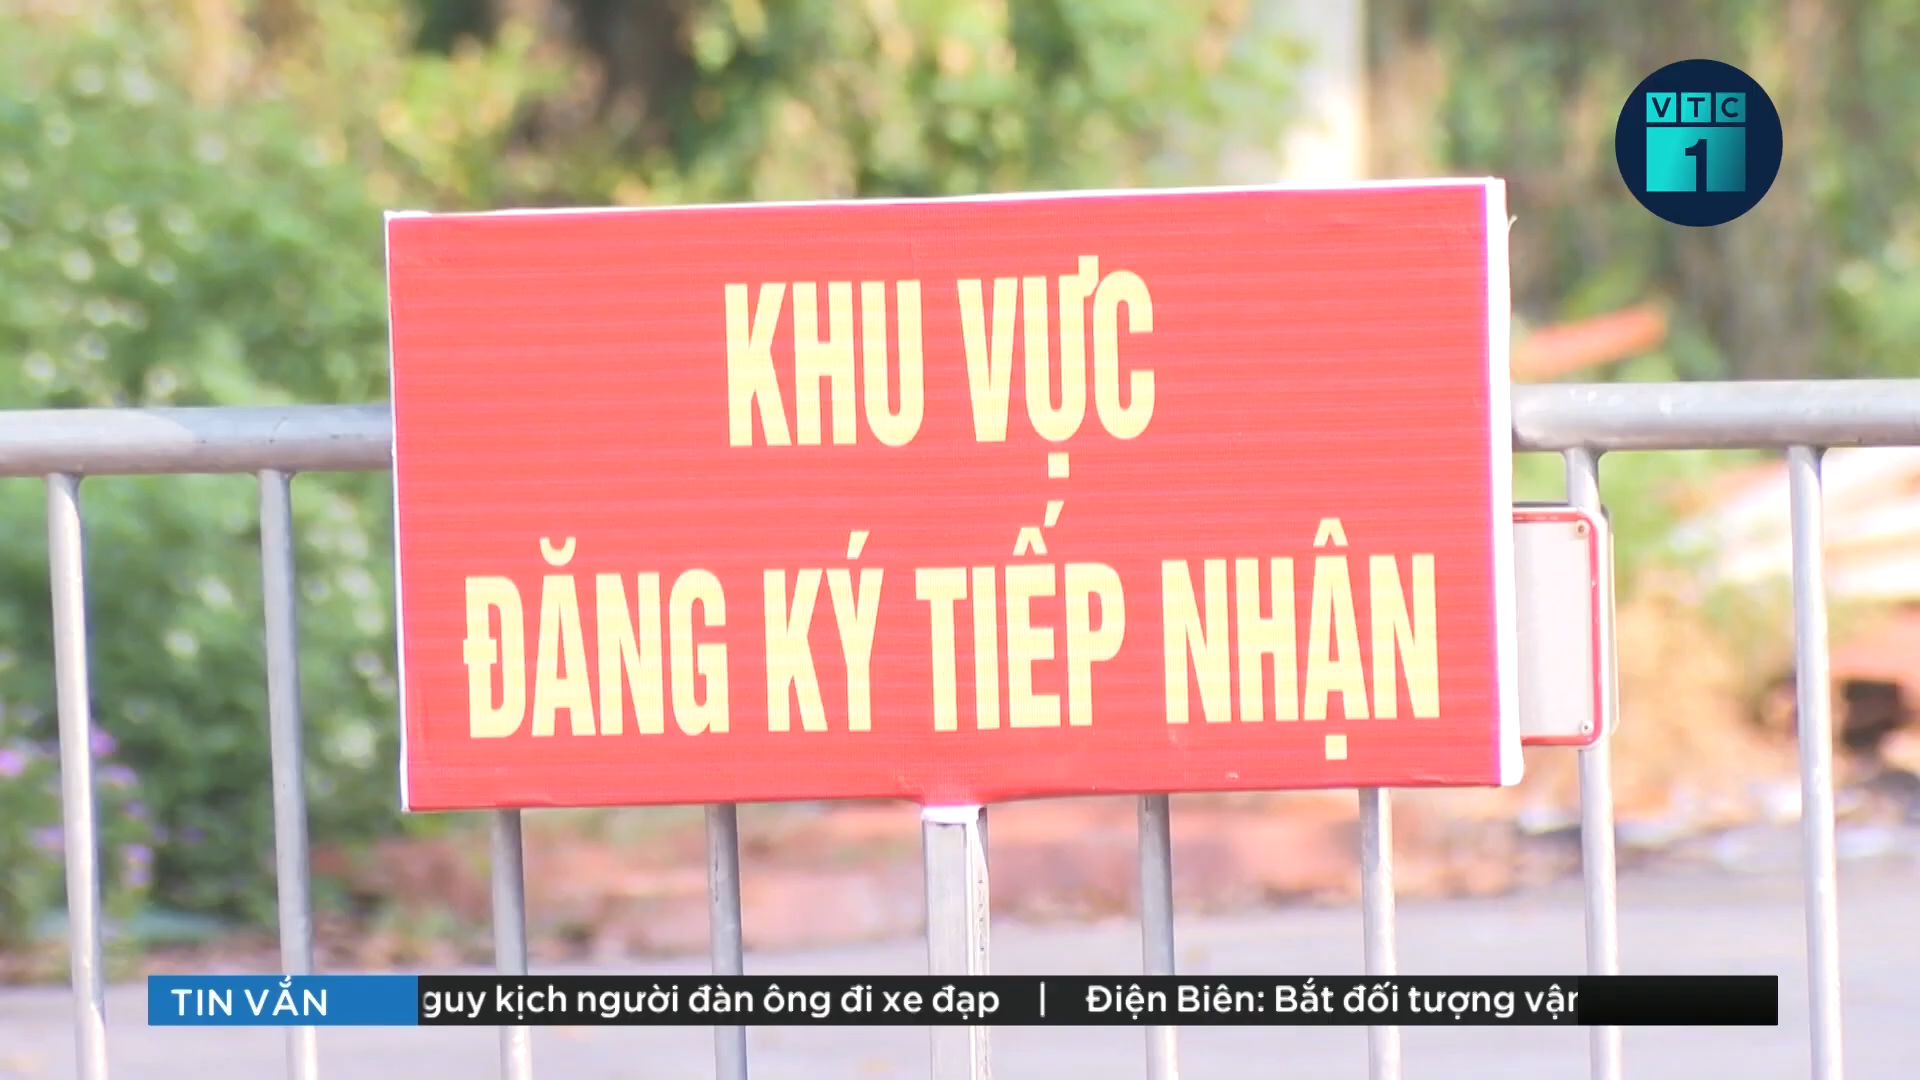 VTC
1
KHU VỰC
ĐĂNG KÝ TIẾP NHẬN
TIN VẮN
guy kịch người đàn ông đi xe đạp | Điện Biên: Bắt đối tượng